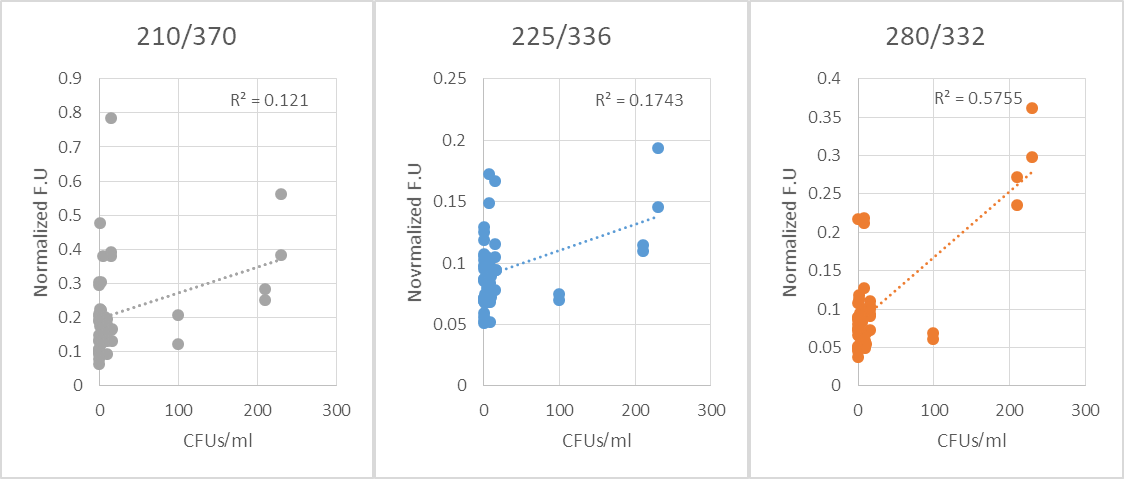 210/370
Normalized F.U
0.9
0.8
0.7
0.6
0.5
0.4
0.3
0.2
0.1
0
R² = 0.121
0 100 200 300
CFUs/ml
225/336
Novrmalized F.U
0.25
0.2
0.15
0.1
0.05
0
R² = 0.1743
0 100 200 300
CFUs/ml
280/332
Normalized F.U
0.4
0.35
0.3
0.25
0.2
0.15
0.1
0.05
0
R² = 0.5755
0 100 200 300
CFUs/ml